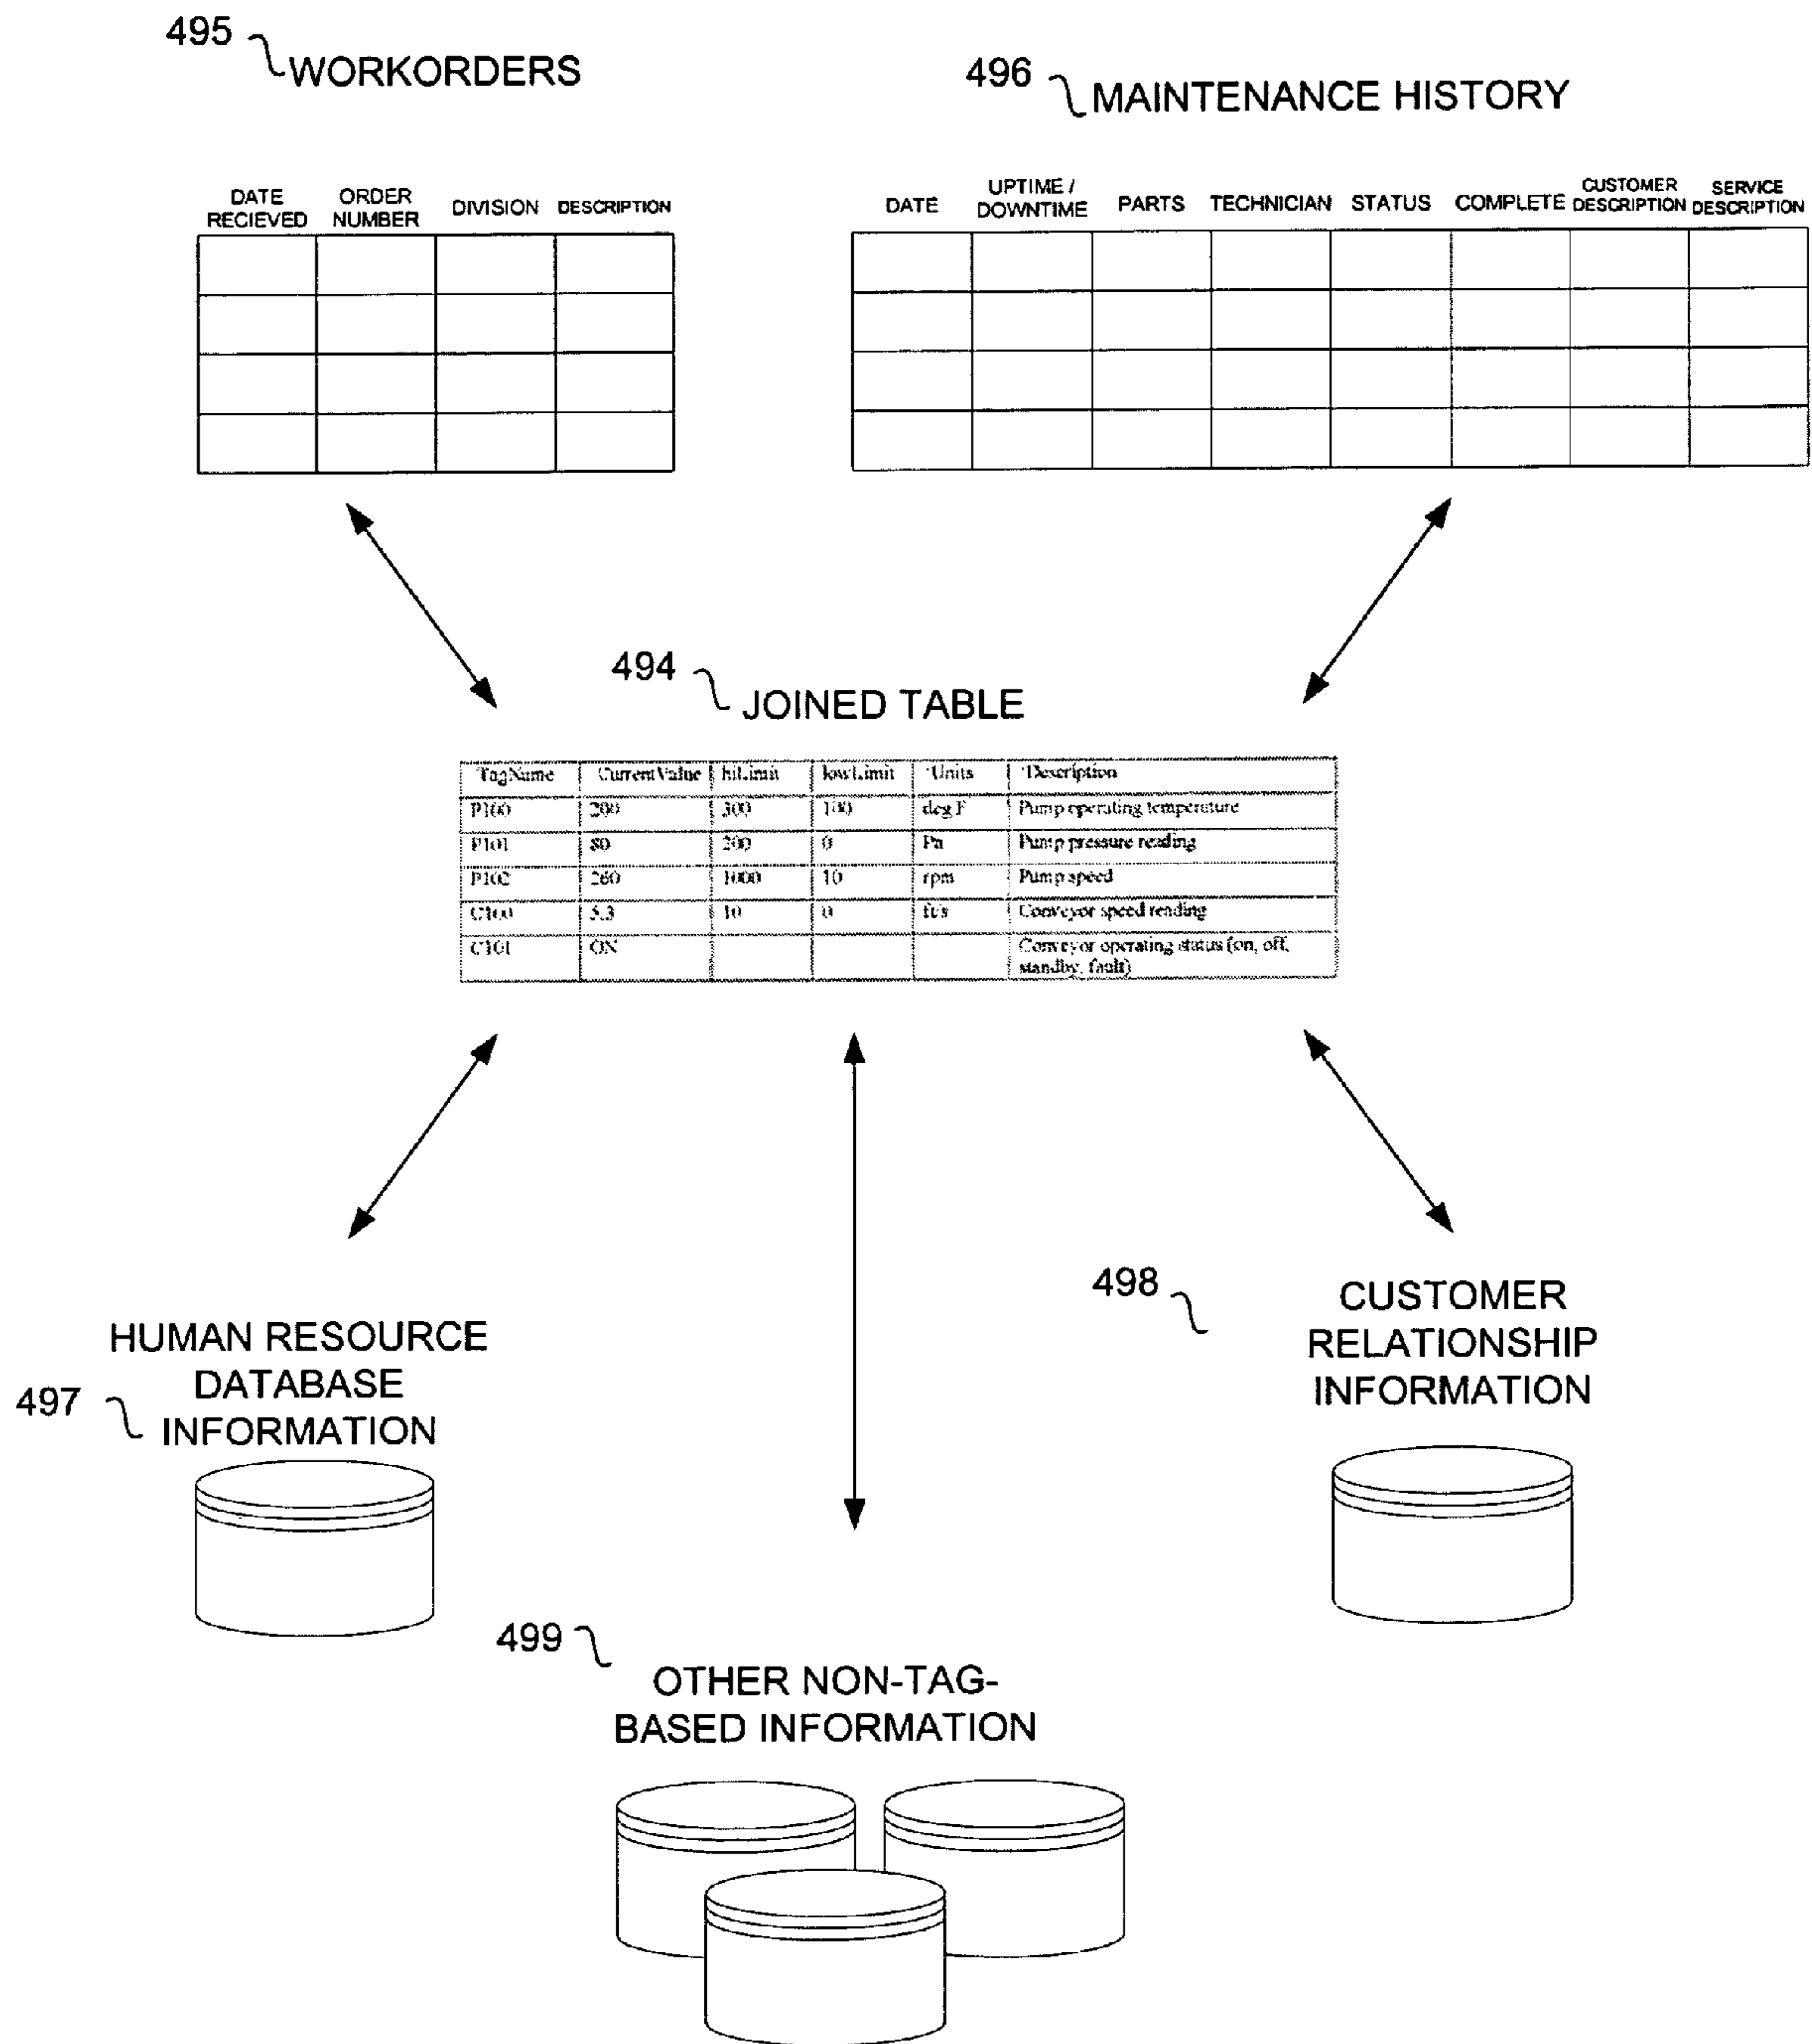 495
WORKORDERS
496
MAINTENANCE HISTORY
DATE RECIEVED ORDER NUMBER DIVISION DESCRIPTION
DATE UPTIME / DOWNTIME PARTS TECHNICIAN STATUS COMPLETE CUSTOMER DESCRIPTION SERVICE DESCRIPTION
494
JOINED TABLE
TagName CurrentValue hiLimit lowLimit Units Description
P100 200 300 100 deg F Pump operating temperature
P101 80 200 0 Pa Pump pressure reading
P102 260 1000 10 rpm Pump speed
C100 5.3 10 0 ft/s Conveyor speed reading
C101 ON Conveyor operating status (on, off,
standby, fault)
497
HUMAN RESOURCE
DATABASE
INFORMATION
498
CUSTOMER
RELATIONSHIP
INFORMATION
499
OTHER NON-TAG-
BASED INFORMATION